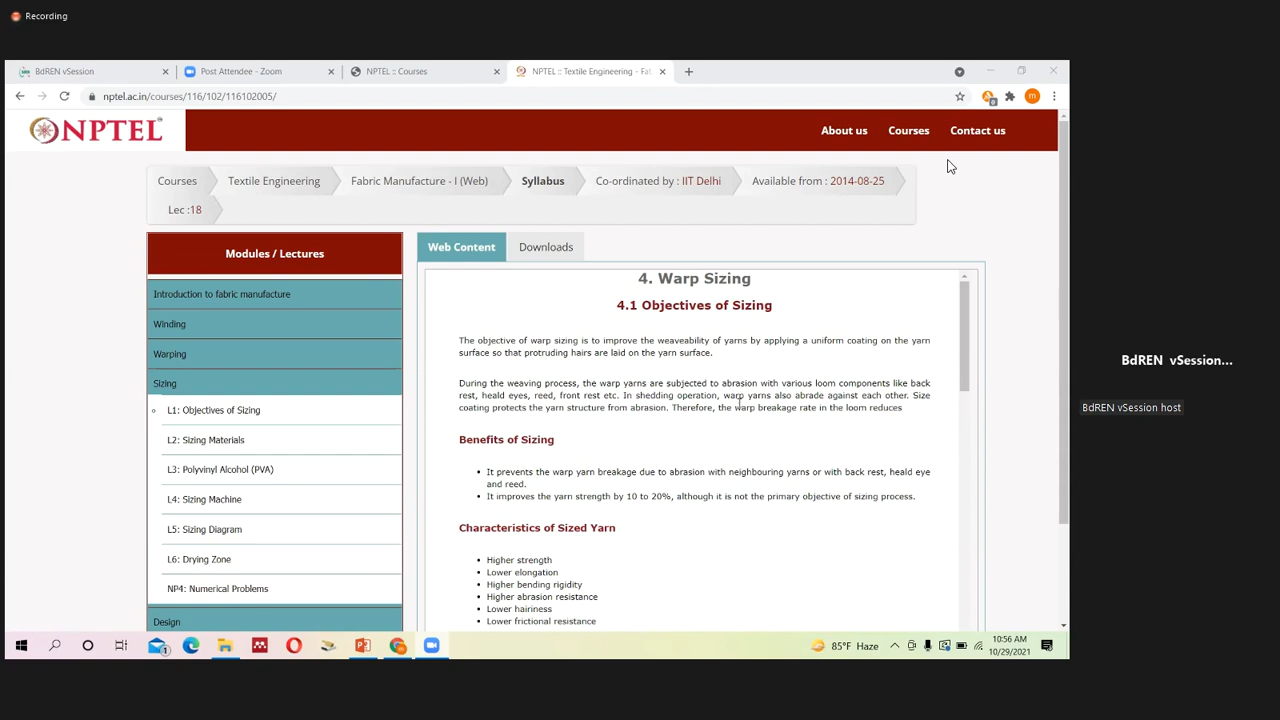 Recording
BdREN vSession
Post Attendee - Zoom
NPTEL :: Courses
NPTEL :: Textile Engineering - Fat
nptel.ac.in/courses/116/102/116102005/
m
NPTEL
About us
Courses
Contact us
Courses
Textile Engineering
Fabric Manufacture - I (Web)
Syllabus
Co-ordinated by : IIT Delhi
Available from : 2014-08-25
Lec :18
Modules / Lectures
Introduction to fabric manufacture
Winding
Warping
Sizing
L1: Objectives of Sizing
L2: Sizing Materials
L3: Polyvinyl Alcohol (PVA)
L4: Sizing Machine
L5: Sizing Diagram
L6: Drying Zone
NP4: Numerical Problems
Design
Web Content
Downloads
4. Warp Sizing
4.1 Objectives of Sizing
The objective of warp sizing is to improve the weaveability of yarns by applying a uniform coating on the yarn
surface so that protruding hairs are laid on the yarn surface.
During the weaving process, the warp yarns are subjected to abrasion with various loom components like back
rest, heald eyes, reed, front rest etc. In shedding operation, warp yarns also abrade against each other. Size
coating protects the yarn structure from abrasion. Therefore, the warp breakage rate in the loom reduces
Benefits of Sizing
It prevents the warp yarn breakage due to abrasion with neighbouring yarns or with back rest, heald eye
and reed.
It improves the yarn strength by 10 to 20%, although it is not the primary objective of sizing process.
Characteristics of Sized Yarn
Higher strength
Lower elongation
Higher bending rigidity
Higher abrasion resistance
Lower hairiness
Lower frictional resistance
BdREN vSession...
BdREN vSession host
85°F Haze
10:56 AM
10/29/2021